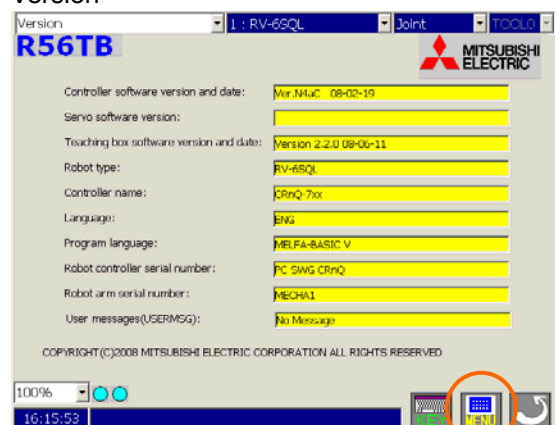 Version
Version 1 : RV-6SQL Joint TOOL0
R56TB
MITSUBISHI
ELECTRIC
Controller software version and date: Ver.N4aC 08-02-19
Servo software version:
Teaching box software version and date: Version 2.2.0 08-06-11
Robot type: RV-6SQL
Controller name: CRnQ-7xx
Language: ENG
Program language: MELFA-BASIC V
Robot controller serial number: PC SWG CRnQ
Robot arm serial number: MECHA1
User messages(USERMSG): No Message
COPYRIGHT(C)2008 MITSUBISHI ELECTRIC CORPORATION ALL RIGHTS RESERVED
100%
16:15:53 KEY MENU